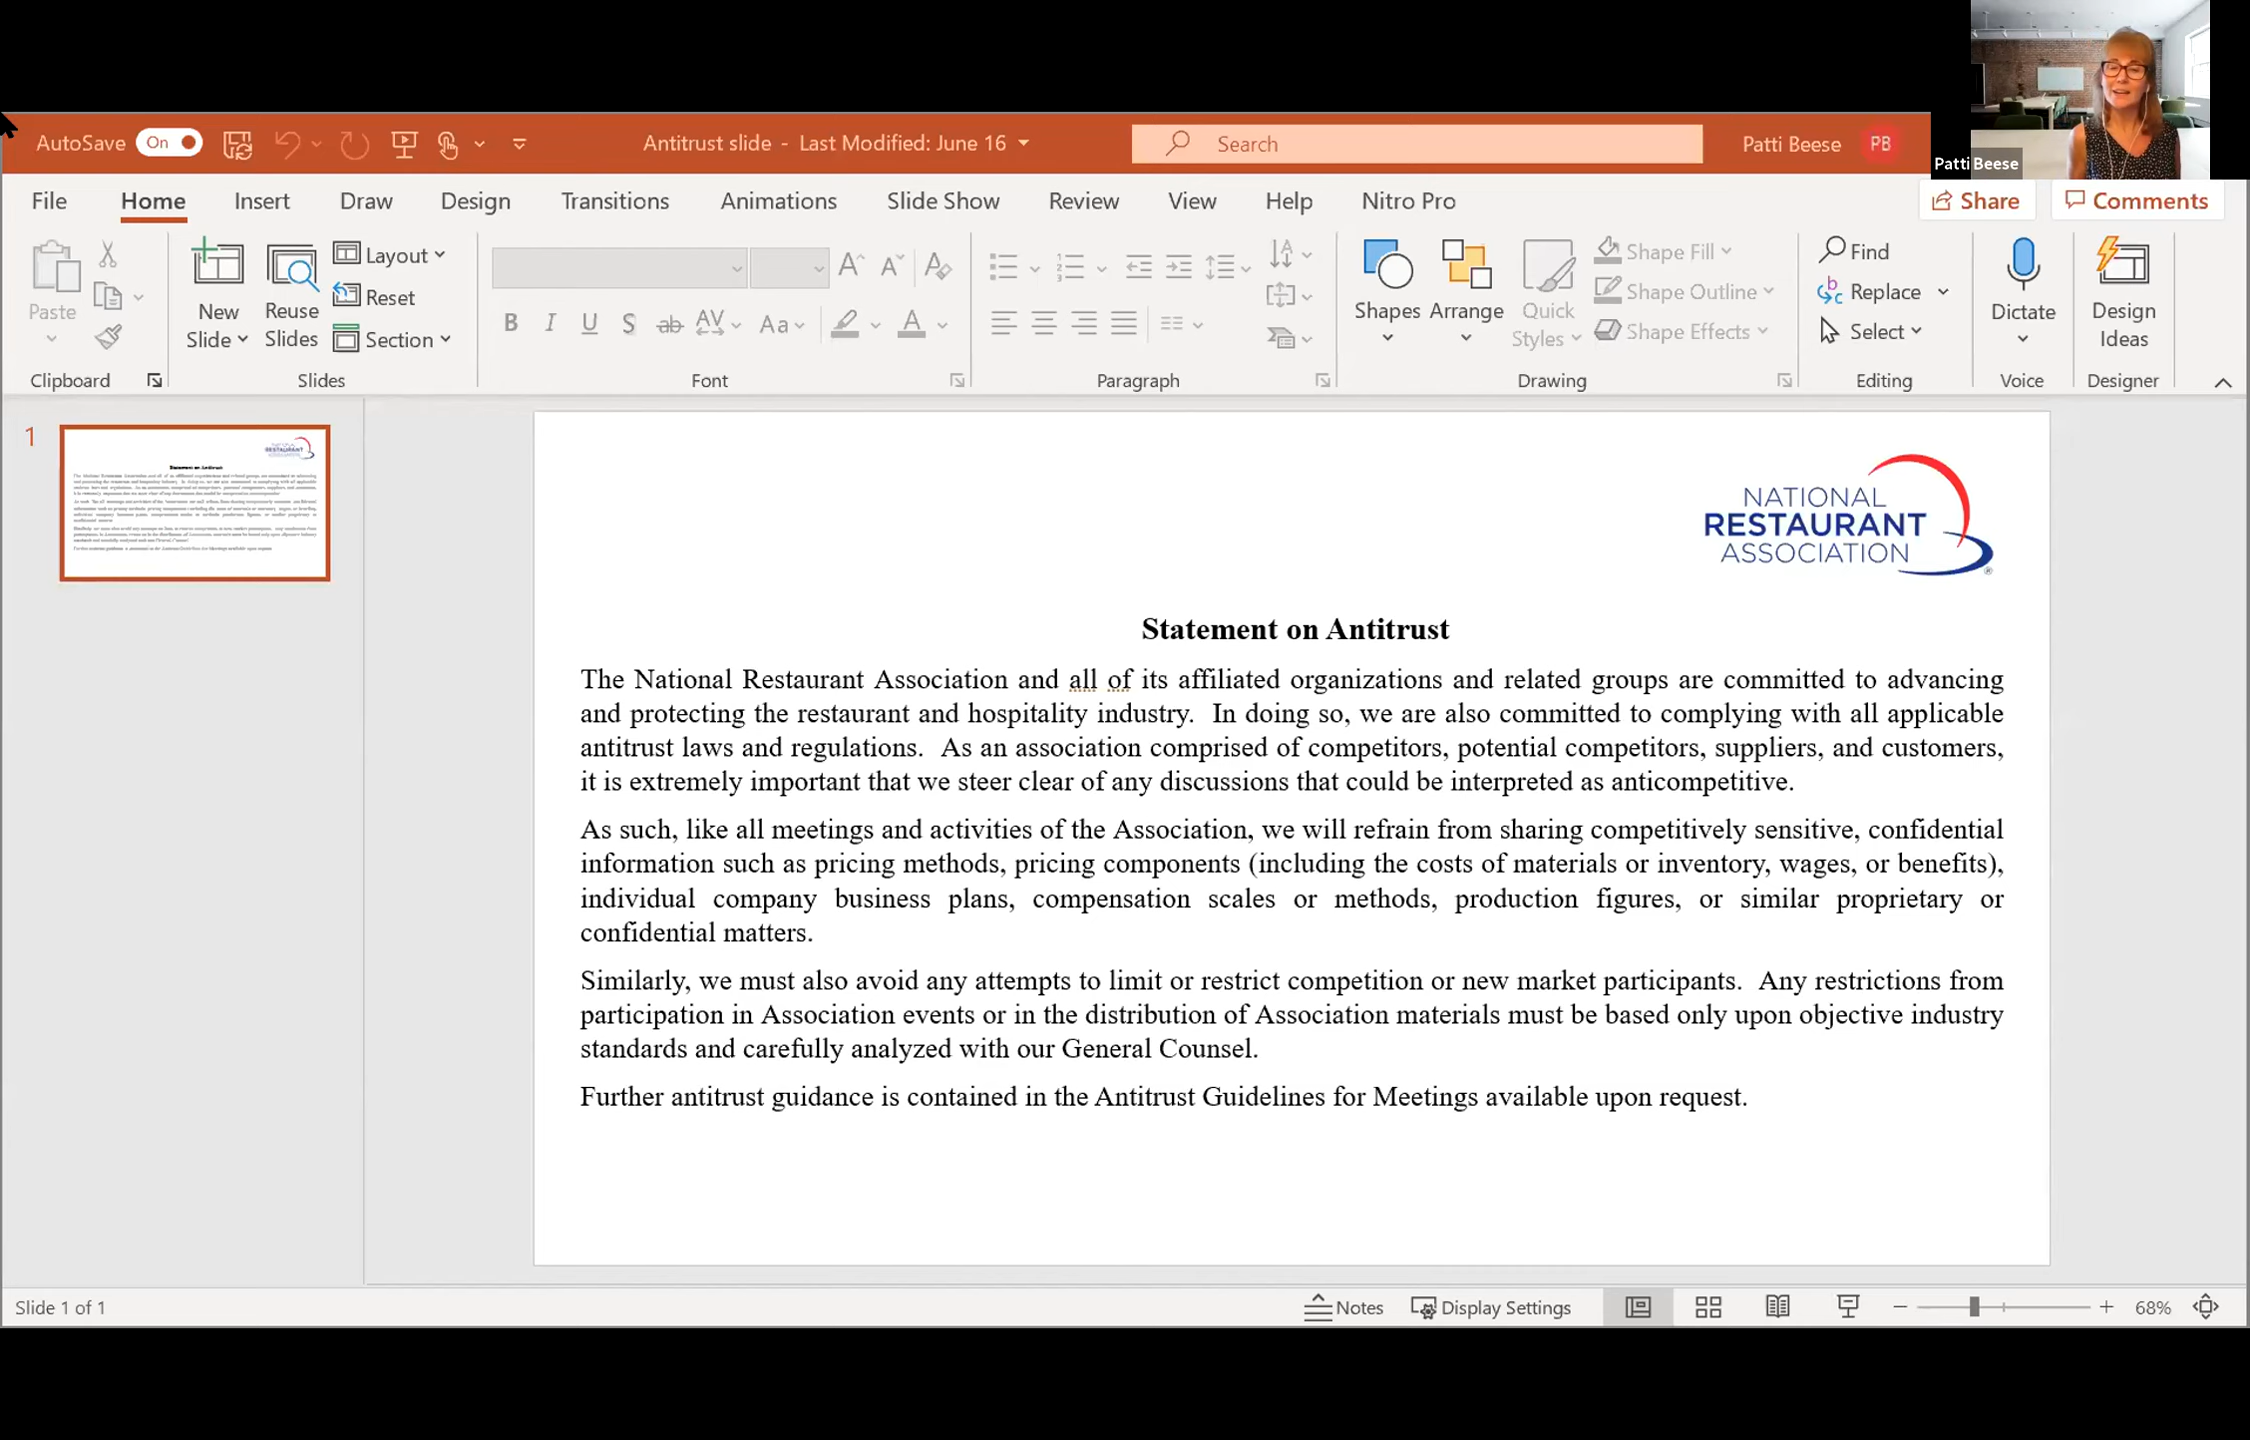 AutoSave On Antitrust slide - Last Modified: June 16 Search Patti Beese PB
Patti Beese
File Home Insert Draw Design Transitions Animations Slide Show Review View Help Nitro Pro Share Comments
Paste
New Slide
Reuse Slides
Layout
Reset
Section
Shapes
Arrange
Quick Styles
Shape Fill
Shape Outline
Shape Effects
Find
Replace
Select
Dictate
Design Ideas
Clipboard Slides Font Paragraph Drawing Editing Voice Designer
1
NATIONAL
RESTAURANT
ASSOCIATION®
Statement on Antitrust
The National Restaurant Association and all of its affiliated organizations and related groups are committed to advancing
and protecting the restaurant and hospitality industry. In doing so, we are also committed to complying with all applicable
antitrust laws and regulations. As an association comprised of competitors, potential competitors, suppliers, and customers,
it is extremely important that we steer clear of any discussions that could be interpreted as anticompetitive.
As such, like all meetings and activities of the Association, we will refrain from sharing competitively sensitive, confidential
information such as pricing methods, pricing components (including the costs of materials or inventory, wages, or benefits),
individual company business plans, compensation scales or methods, production figures, or similar proprietary or
confidential matters.
Similarly, we must also avoid any attempts to limit or restrict competition or new market participants. Any restrictions from
participation in Association events or in the distribution of Association materials must be based only upon objective industry
standards and carefully analyzed with our General Counsel.
Further antitrust guidance is contained in the Antitrust Guidelines for Meetings available upon request.
Slide 1 of 1 Notes Display Settings 68%